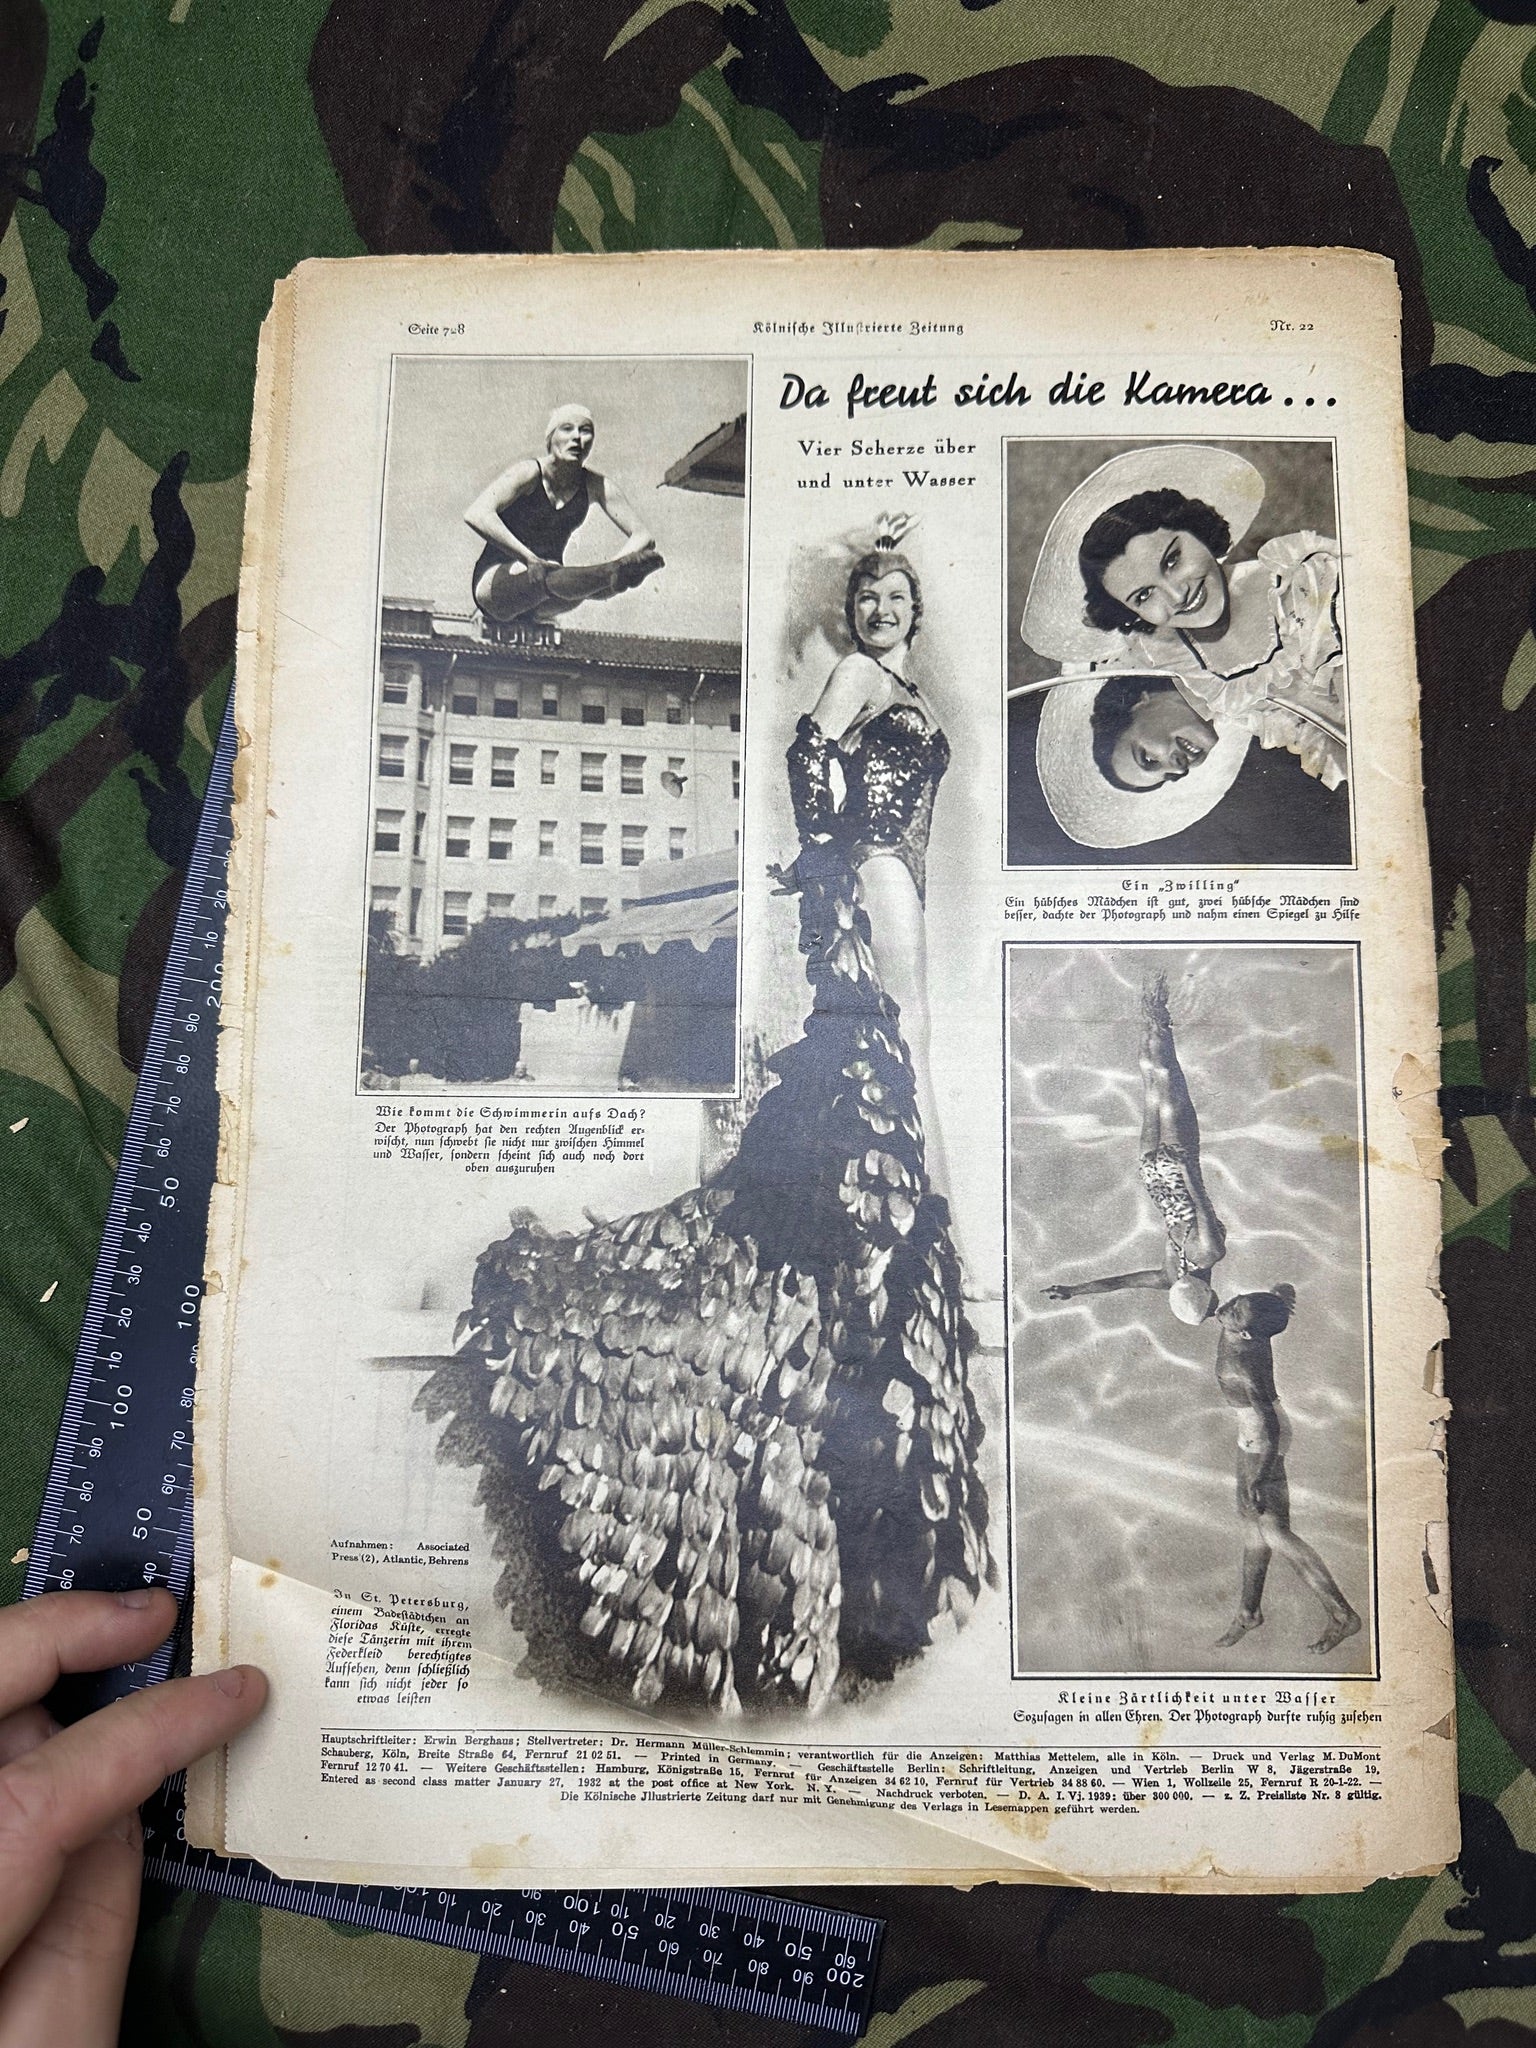 Seite 728
Kölnische Illustrierte Zeitung
Nr. 22
Da freut sich die Kamera...
Vier Scherze über
und unter Wasser
Ein „Zwilling“
Ein hübsches Mädchen ist gut, zwei hübsche Mädchen sind
besser, dachte der Photograph und nahm einen Spiegel zu Hilfe
Wie kommt die Schwimmerin aufs Dach?
Der Photograph hat den rechten Augenblick er-
wischt, nun schwebt sie nicht nur zwischen Himmel
und Wasser, sondern scheint sich auch noch dort
oben auszuruhen
Aufnahmen: Associated
Press (2), Atlantic, Behrens
In St. Petersburg,
einem Badestädtchen an
Floridas Küste, erregte
diese Tänzerin mit ihrem
Federkleid berechtigtes
Aufsehen, denn schließlich
kann sich nicht jeder so
etwas leisten
Kleine Zärtlichkeit unter Wasser
Sozusagen in allen Ehren. Der Photograph durfte ruhig zusehen
Hauptschriftleiter: Erwin Berghaus; Stellvertreter: Dr. Hermann Müller-Schlemmin; verantwortlich für die Anzeigen: Matthias Mettelem, alle in Köln. — Druck und Verlag M. DuMont
Schauberg, Köln, Breite Straße 64, Fernruf 21 02 51. — Printed in Germany. — Geschäftsstelle Berlin: Schriftleitung, Anzeigen und Vertrieb Berlin W 8, Jägerstraße 19,
Fernruf 12 70 41. — Weitere Geschäftsstellen: Hamburg, Königstraße 15, Fernruf für Anzeigen 34 62 10, Fernruf für Vertrieb 34 88 60. — Wien 1, Wollzeile 25, Fernruf R 20-1-22. —
Entered as second class matter January 27, 1932 at the post office at New York. N. Y. — Nachdruck verboten. — D. A. I. Vj. 1939: über 300 000. — z. Z. Preisliste Nr. 8 gültig.
Die Kölnische Jllustrierte Zeitung darf nur mit Genehmigung des Verlags in Lesemappen geführt werden.